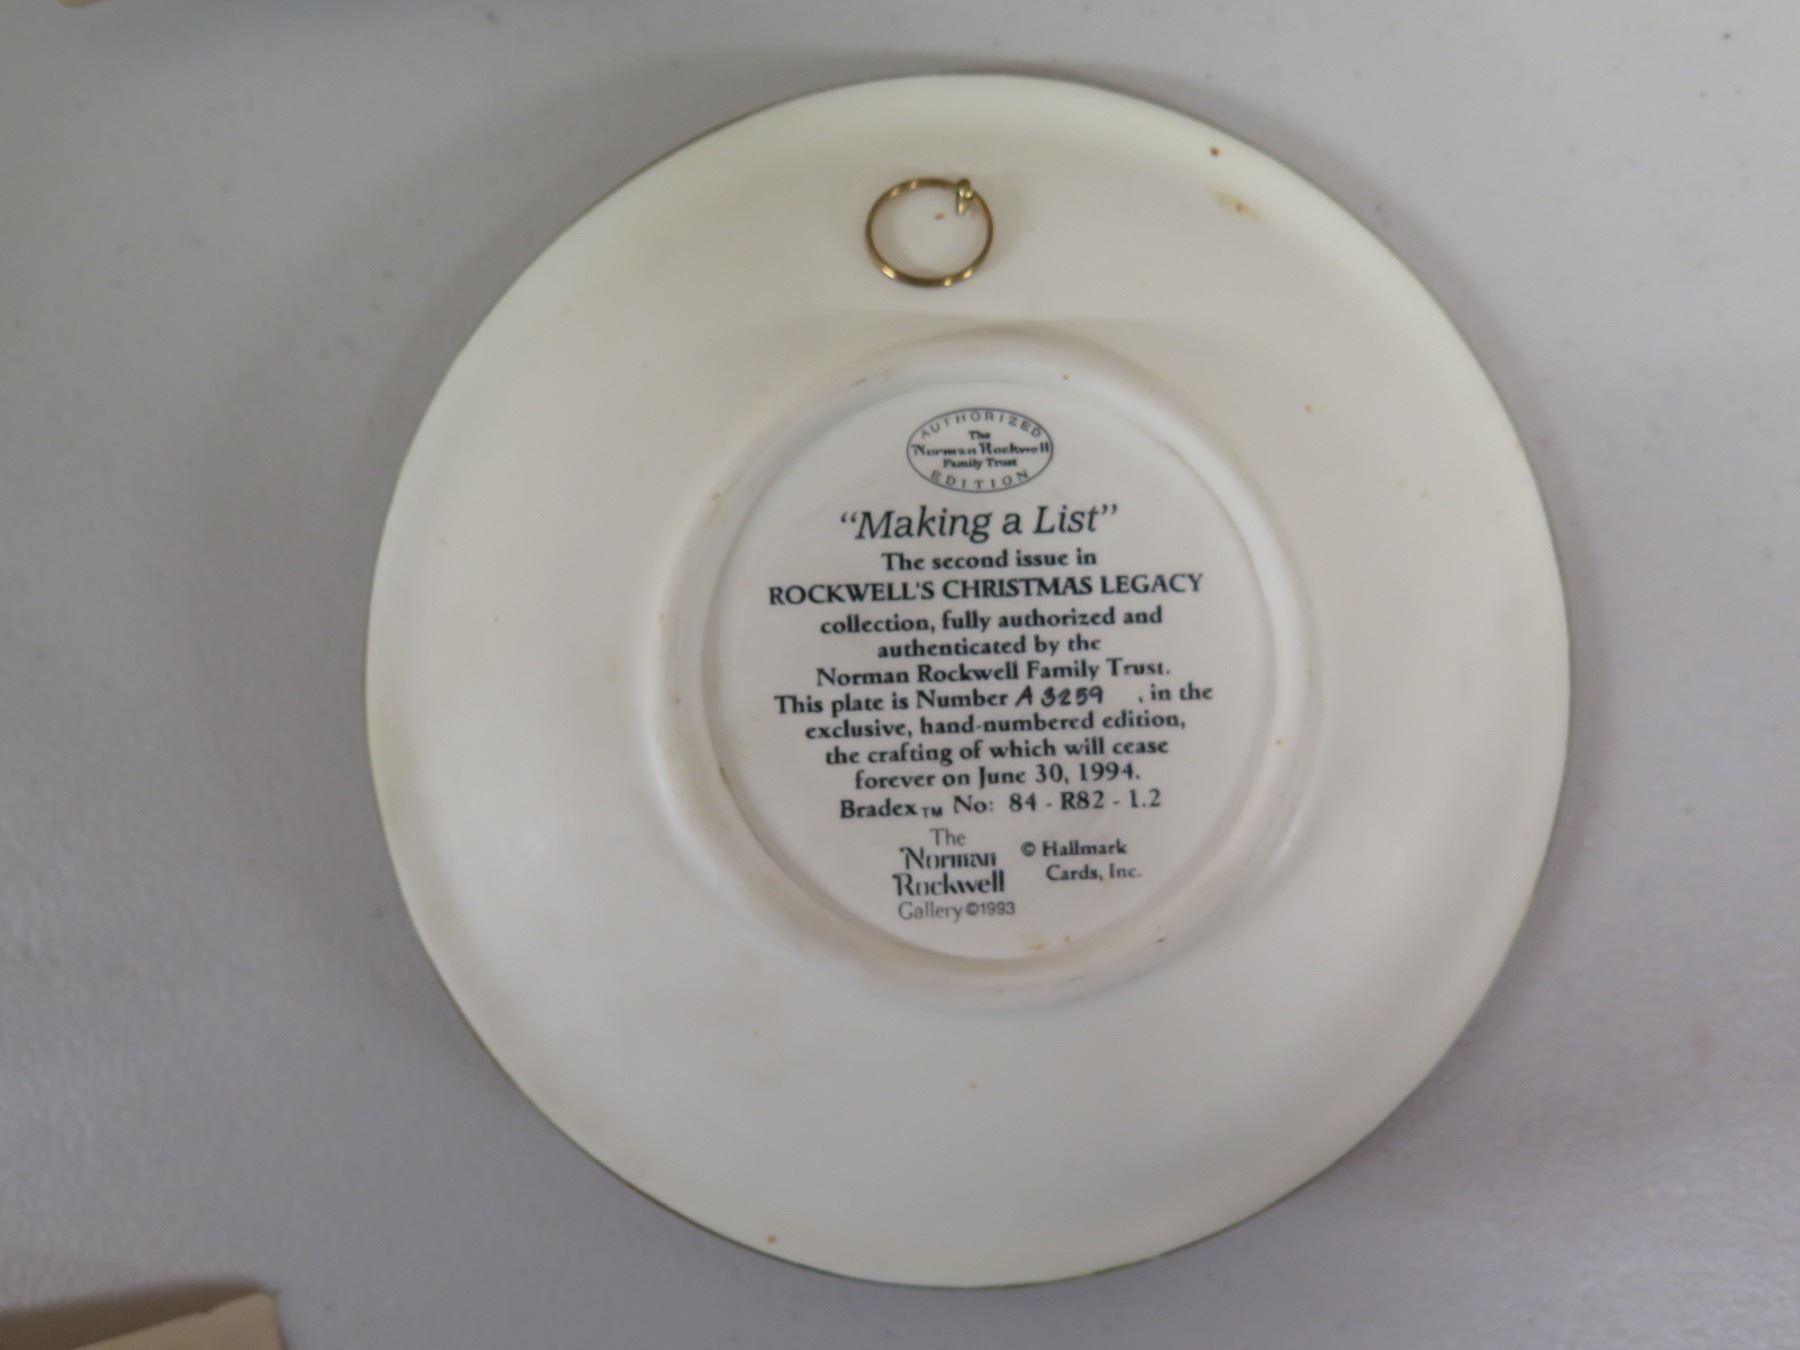 AUTHORIZED
The
Norman Rockwell
Family Trust
EDITION
“Making a List”
The second issue in
ROCKWELL'S CHRISTMAS LEGACY
collection, fully authorized and
authenticated by the
Norman Rockwell Family Trust.
This plate is Number A 3259 , in the
exclusive, hand-numbered edition,
the crafting of which will cease
forever on June 30, 1994.
Bradex™ No: 84 - R82 - 1.2
The
Norman
Rockwell
Gallery ©1993
© Hallmark
Cards, Inc.